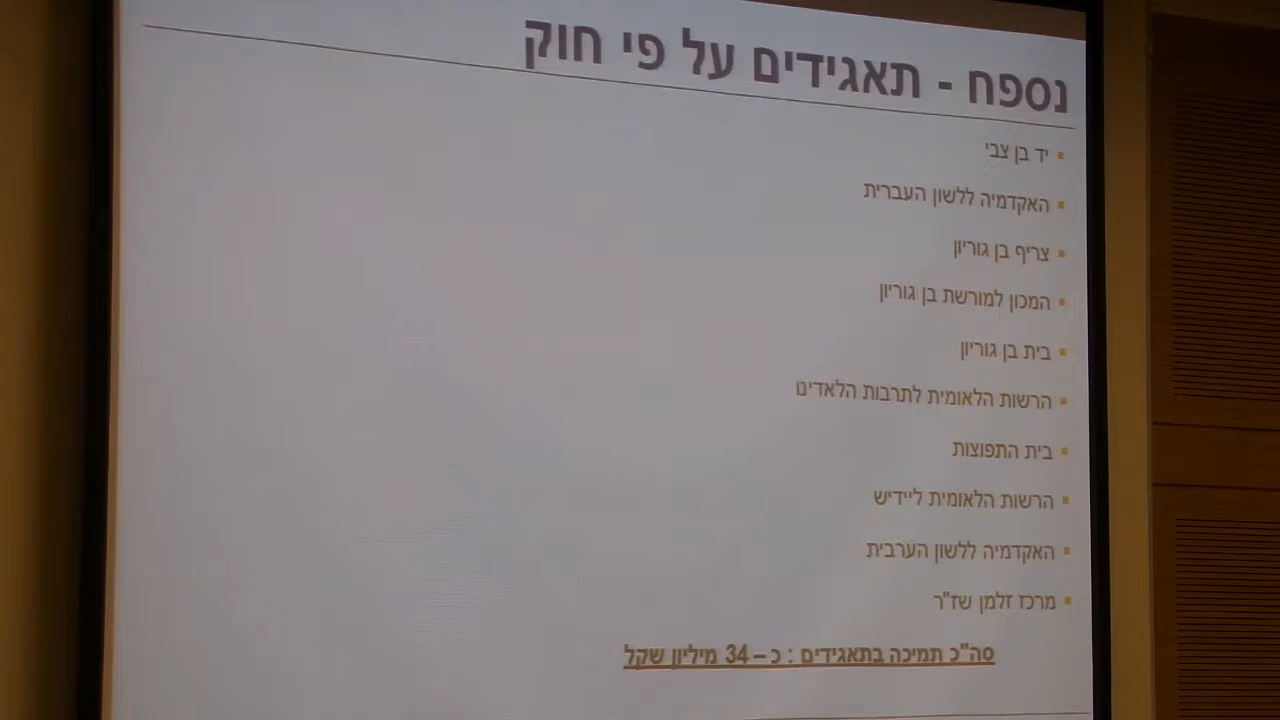 נספח - תאגידים על פי חוק
יד בן צבי
האקדמיה ללשון העברית
צריף בן גוריון
המכון למורשת בן גוריון
בית בן גוריון
הרשות הלאומית לתרבות הלאדינו
בית התפוצות
הרשות הלאומית ליידיש
האקדמיה ללשון הערבית
מרכז זלמן שז"ר
סה"כ תמיכה בתאגידים : כ – 34 מיליון שקל